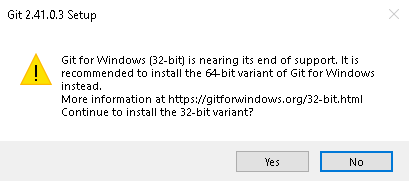 Git 2.41.0.3 Setup
Git for Windows (32-bit) is nearing its end of support. It is
recommended to install the 64-bit variant of Git for Windows
instead.
More information at https://gitforwindows.org/32-bit.html
Continue to install the 32-bit variant?
Yes
No